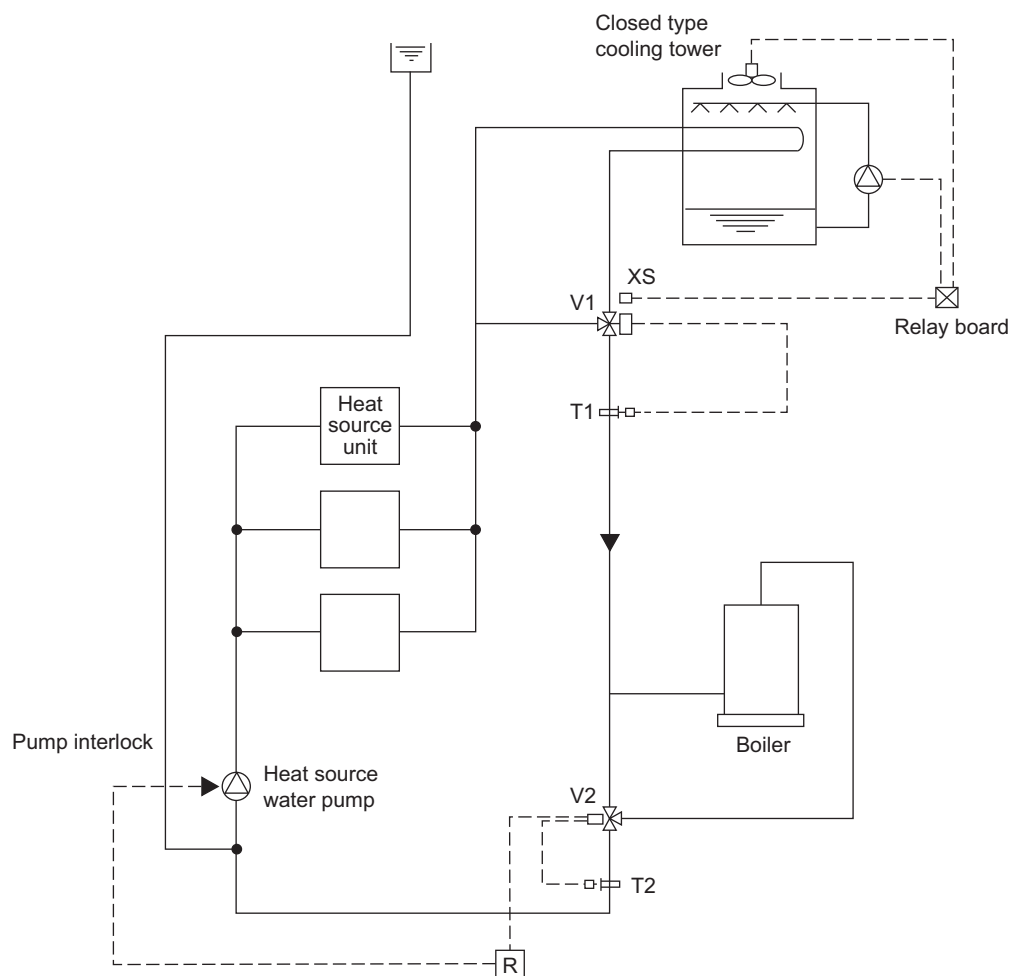 Closed type
cooling tower
XS
V1
Relay board
T1
Heat
source
unit
Pump interlock
Heat source
water pump
Boiler
V2
T2
R